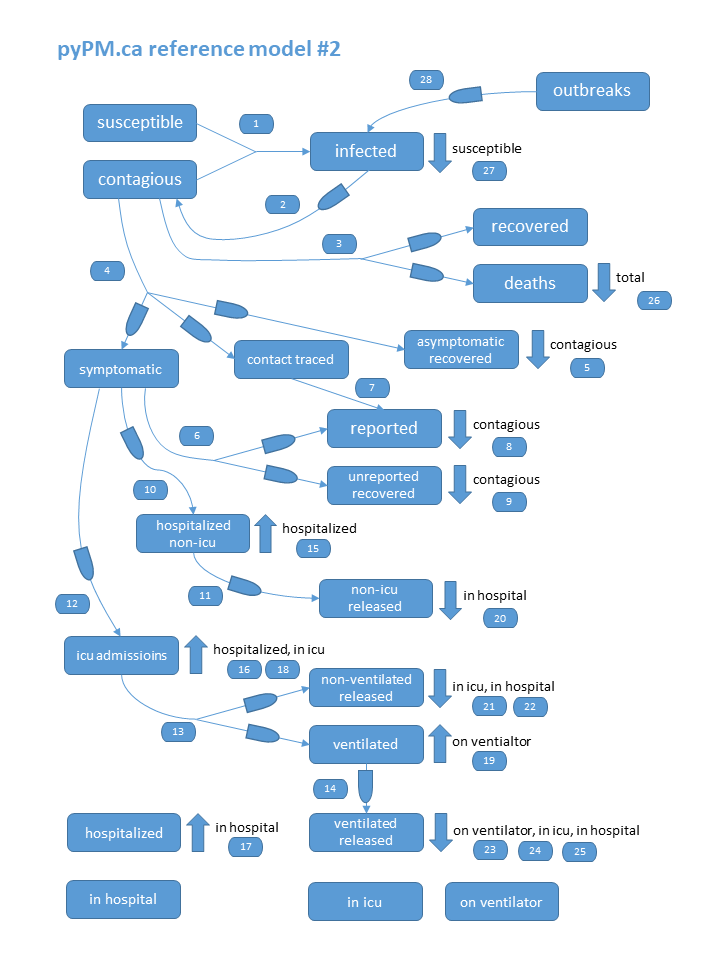 pyPM.ca reference model #2
28
outbreaks
susceptible
1
infected
susceptible
27
contagious
2
3
recovered
4
deaths
total
26
asymptomatic
recovered
contagious
5
contact traced
symptomatic
7
6
reported
contagious
8
unreported
recovered
contagious
9
10
hospitalized
non-icu
hospitalized
15
11
12
non-icu
released
in hospital
20
icu admissioins
hospitalized, in icu
16
18
non-ventilated
released
in icu, in hospital
21
22
13
ventilated
on ventialtor
19
14
hospitalized
in hospital
17
ventilated
released
on ventilator, in icu, in hospital
23
24
25
in hospital
in icu
on ventilator